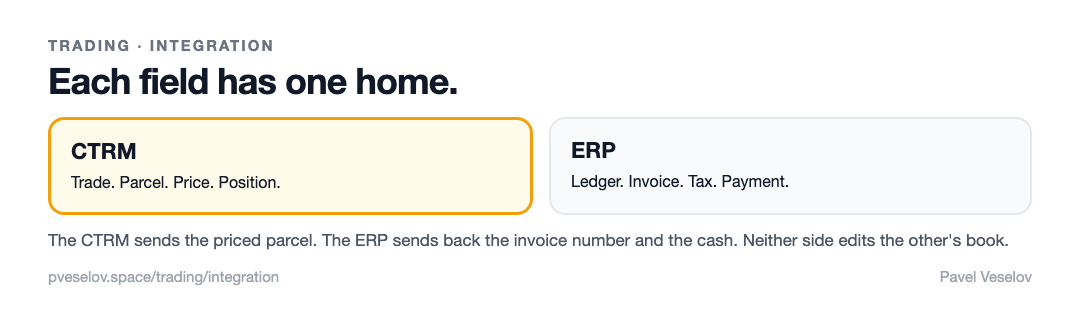 TRADING · INTEGRATION
Each field has one home.
CTRM
Trade. Parcel. Price. Position.
ERP
Ledger. Invoice. Tax. Payment.
The CTRM sends the priced parcel. The ERP sends back the invoice number and the cash. Neither side edits the other's book.
pveselov.space/trading/integration
Pavel Veselov